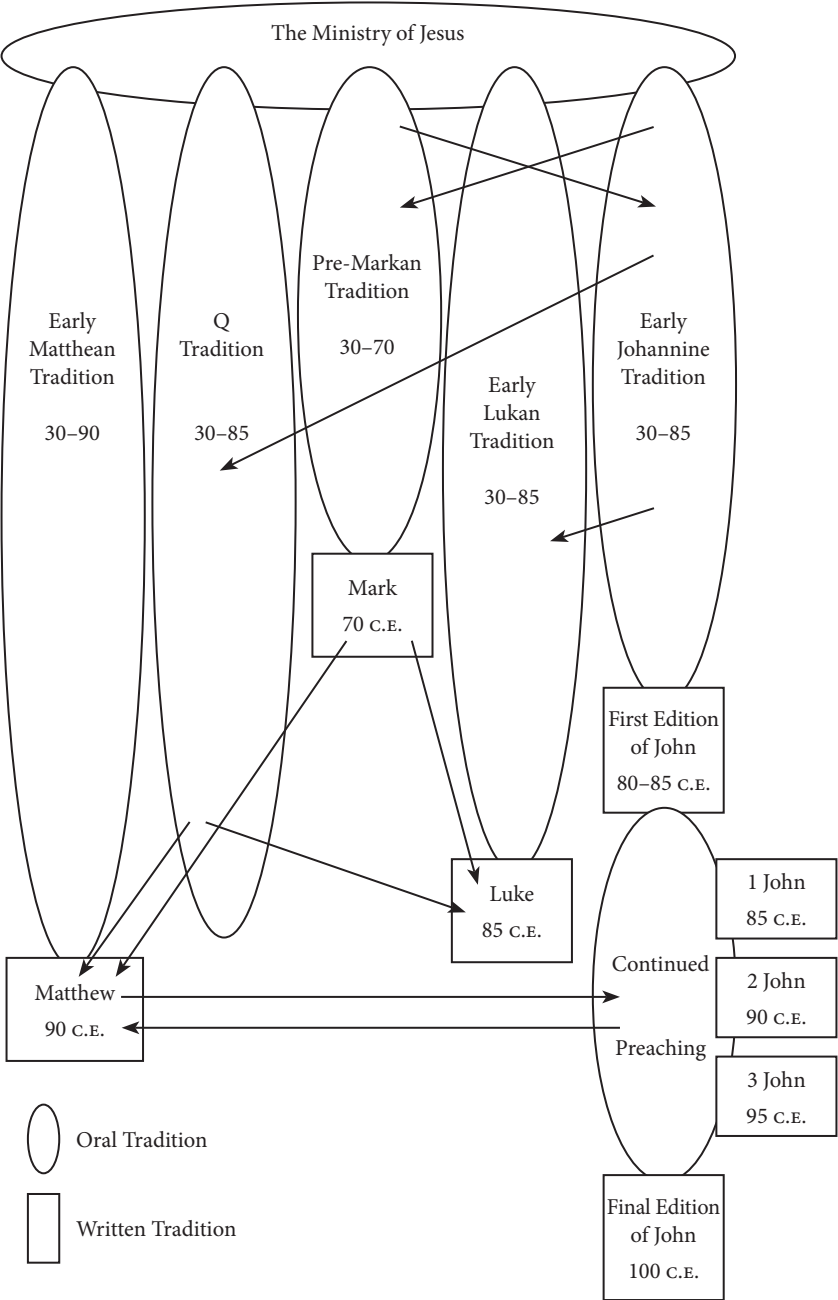 The Ministry of Jesus
Early
Matthean
Tradition
30–90
Q
Tradition
30–85
Pre-Markan
Tradition
30–70
Early
Lukan
Tradition
30–85
Early
Johannine
Tradition
30–85
Mark
70 C.E.
First Edition
of John
80–85 C.E.
Luke
85 C.E.
1 John
85 C.E.
Continued
Preaching
2 John
90 C.E.
3 John
95 C.E.
Matthew
90 C.E.
Oral Tradition
Written Tradition
Final Edition
of John
100 C.E.